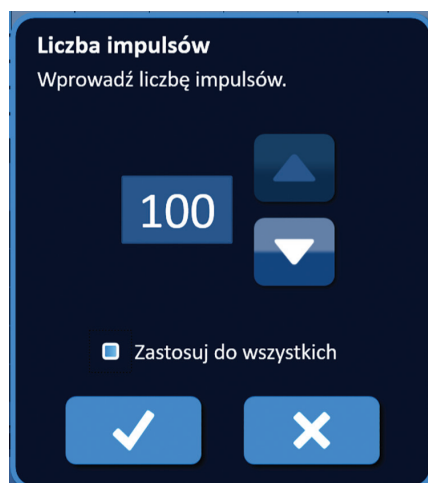 Liczba impulsów
Wprowadź liczbę impulsów.
100
Zastosuj do wszystkich